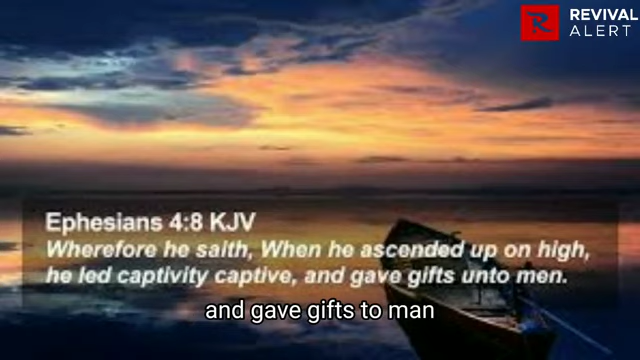 REVIVAL
ALERT
Ephesians 4:8 KJV
Wherefore he saith, When he ascended up on high,
he led captivity captive, and gave gifts unto men.
and gave gifts to man